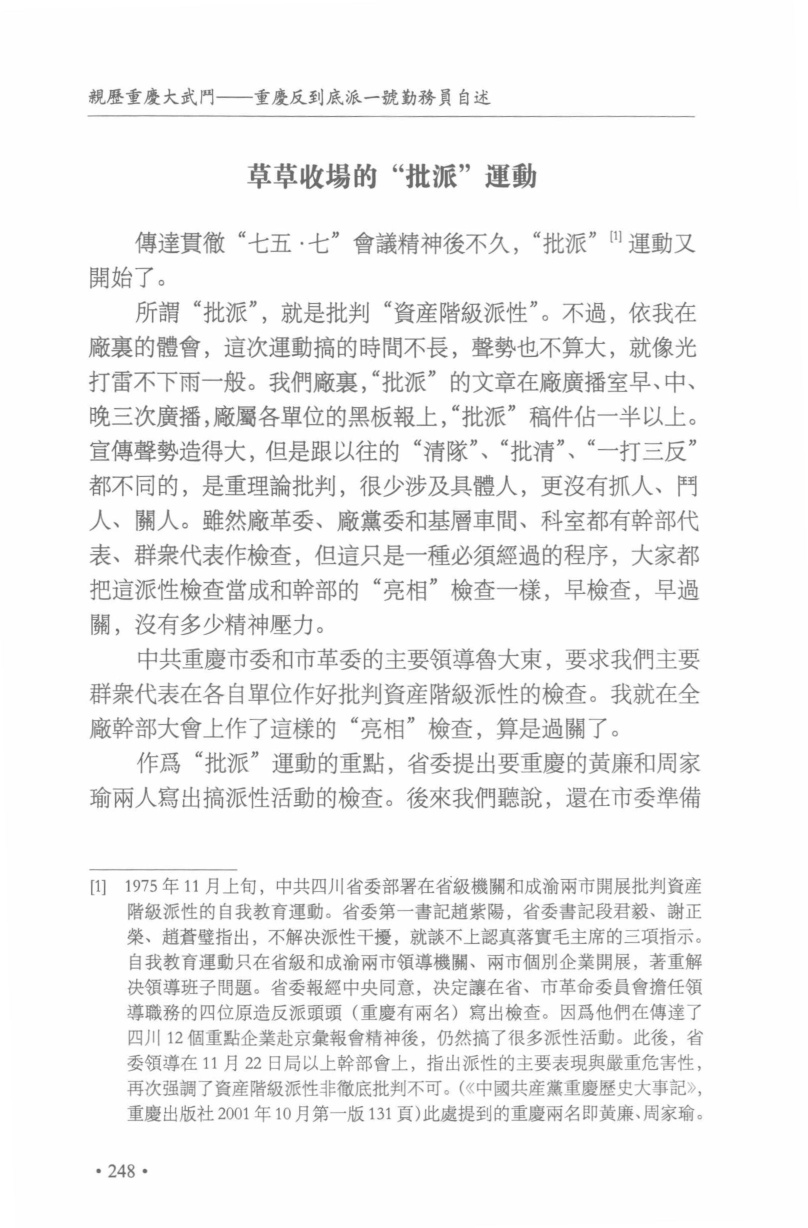 親歷重慶大武鬥——重慶反到底派一號勤務員自述
草草收場的“批派”運動
傳達貫徹“七五·七”會議精神後不久，“批派”[1]運動又
開始了。
所謂“批派”，就是批判“資産階級派性”。不過，依我在
廠裏的體會，這次運動搞的時間不長，聲勢也不算大，就像光
打雷不下雨一般。我們廠裏，“批派”的文章在廠廣播室早、中、
晚三次廣播，廠屬各單位的黑板報上，“批派”稿件佔一半以上。
宣傳聲勢造得大，但是跟以往的“清隊”、“批清”、“一打三反”
都不同的，是重理論批判，很少涉及具體人，更沒有抓人、鬥
人、關人。雖然廠革委、廠黨委和基層車間、科室都有幹部代
表、群衆代表作檢查，但這只是一種必須經過的程序，大家都
把這派性檢查當成和幹部的“亮相”檢查一樣，早檢查，早過
關，沒有多少精神壓力。
中共重慶市委和市革委的主要領導魯大東，要求我們主要
群衆代表在各自單位作好批判資産階級派性的檢查。我就在全
廠幹部大會上作了這樣的“亮相”檢查，算是過關了。
作爲“批派”運動的重點，省委提出要重慶的黃廉和周家
瑜兩人寫出搞派性活動的檢查。後來我們聽說，還在市委準備
[1] 1975年11月上旬，中共四川省委部署在省級機關和成渝兩市開展批判資産
階級派性的自我教育運動。省委第一書記趙紫陽，省委書記段君毅、謝正
榮、趙蒼璧指出，不解決派性干擾，就談不上認真落實毛主席的三項指示。
自我教育運動只在省級和成渝兩市領導機關、兩市個別企業開展，著重解
決領導班子問題。省委報經中央同意，決定讓在省、市革命委員會擔任領
導職務的四位原造反派頭頭（重慶有兩名）寫出檢查。因爲他們在傳達了
四川12個重點企業赴京彙報會精神後，仍然搞了很多派性活動。此後，省
委領導在11月22日局以上幹部會上，指出派性的主要表現與嚴重危害性，
再次强調了資産階級派性非徹底批判不可。（《中國共産黨重慶歷史大事記》，
重慶出版社2001年10月第一版131頁）此處提到的重慶兩名即黃廉、周家瑜。
·248·